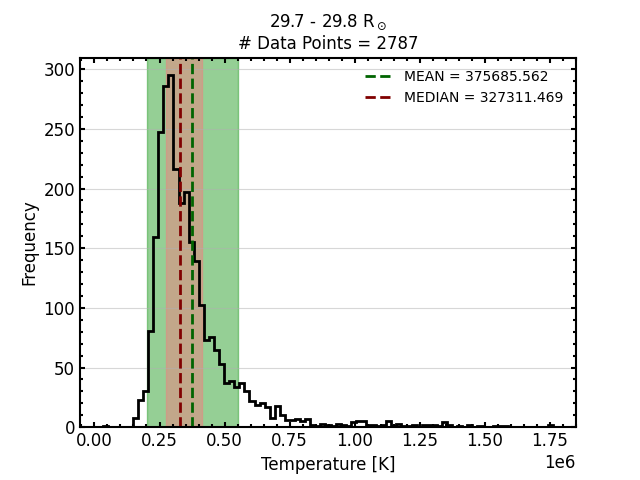 29.7 - 29.8 R⊙
# Data Points = 2787
MEAN = 375685.562
MEDIAN = 327311.469
300
250
200
150
100
50
0
Frequency
0.00 0.25 0.50 0.75 1.00 1.25 1.50 1.75
1e6
Temperature [K]